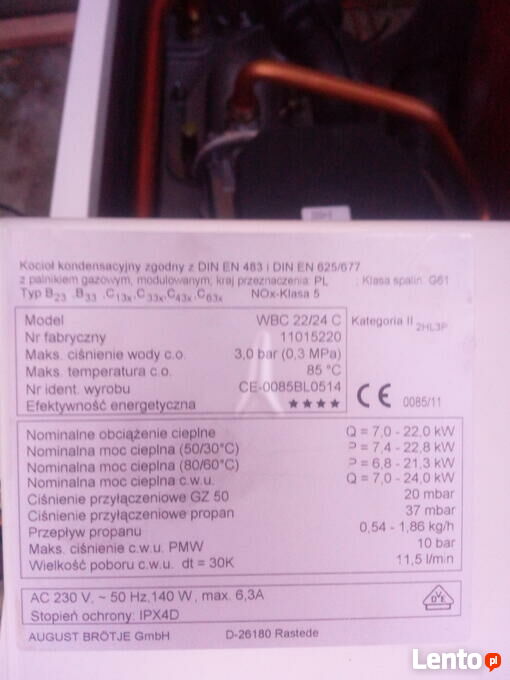 Kocioł kondensacyjny zgodny z DIN EN 483 i DIN EN 625/677
z palnikiem gazowym, modulowanym; kraj przeznaczenia: PL ; Klasa spalin: G61
Typ B23 ,B33 ,C13x,C33x,C43x,C63x NOx-Klasa 5
Model WBC 22/24 C Kategoria II 2HL3P
Nr fabryczny 11015220
Maks. ciśnienie wody c.o. 3,0 bar (0,3 MPa)
Maks. temperatura c.o. 85 °C
Nr ident. wyrobu CE-0085BL0514 CE 0085/11
Efektywność energetyczna ★★★★
Nominalne obciążenie cieplne Q = 7,0 - 22,0 kW
Nominalna moc cieplna (50/30°C) P = 7,4 - 22,8 kW
Nominalna moc cieplna (80/60°C) P = 6,8 - 21,3 kW
Nominalna moc cieplna c.w.u. Q = 7,0 - 24,0 kW
Ciśnienie przyłączeniowe GZ 50 20 mbar
Ciśnienie przyłączeniowe propan 37 mbar
Przepływ propanu 0,54 - 1,86 kg/h
Maks. ciśnienie c.w.u. PMW 10 bar
Wielkość poboru c.w.u. dt = 30K 11,5 l/min
AC 230 V, ~ 50 Hz,140 W , max. 6,3A
Stopień ochrony: IPX4D
DVE
AUGUST BRÖTJE GmbH D-26180 Rastede
Lento.pl